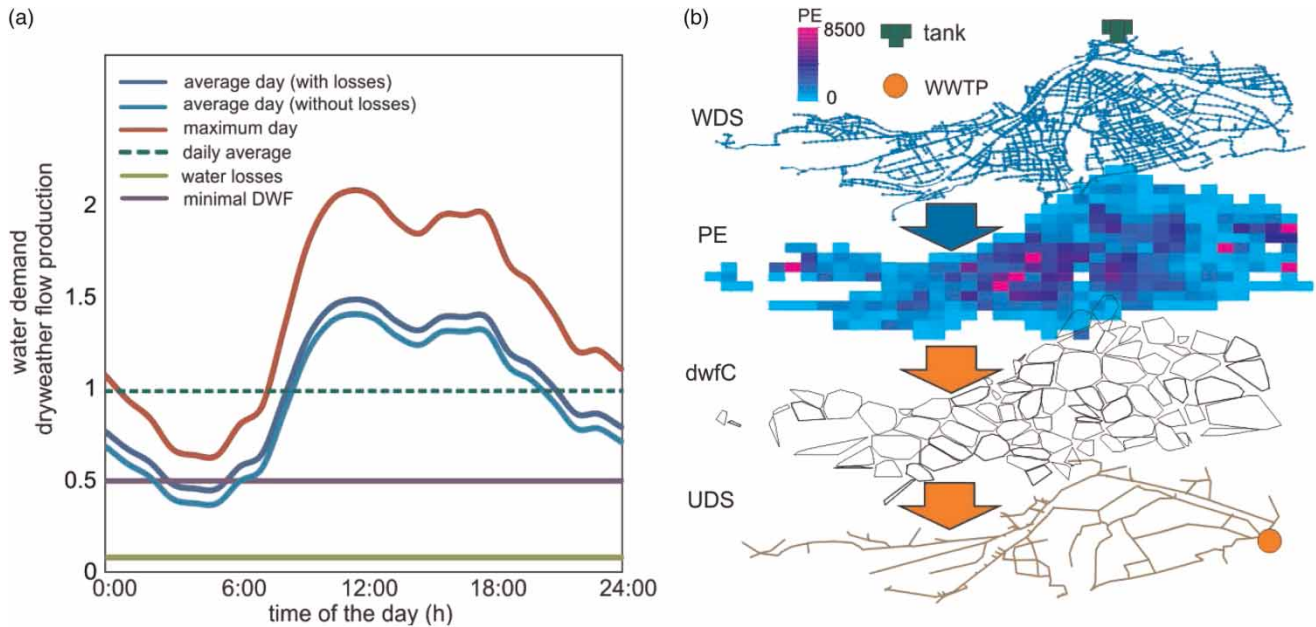 (a)
average day (with losses)
average day (without losses)
maximum day
daily average
water losses
minimal DWF
water demand
dryweather flow production
2
1.5
1
0.5
0
0:00
6:00
12:00
18:00
24:00
time of the day (h)
(b)
PE
8500
0
tank
WWTP
WDS
PE
dwfC
UDS